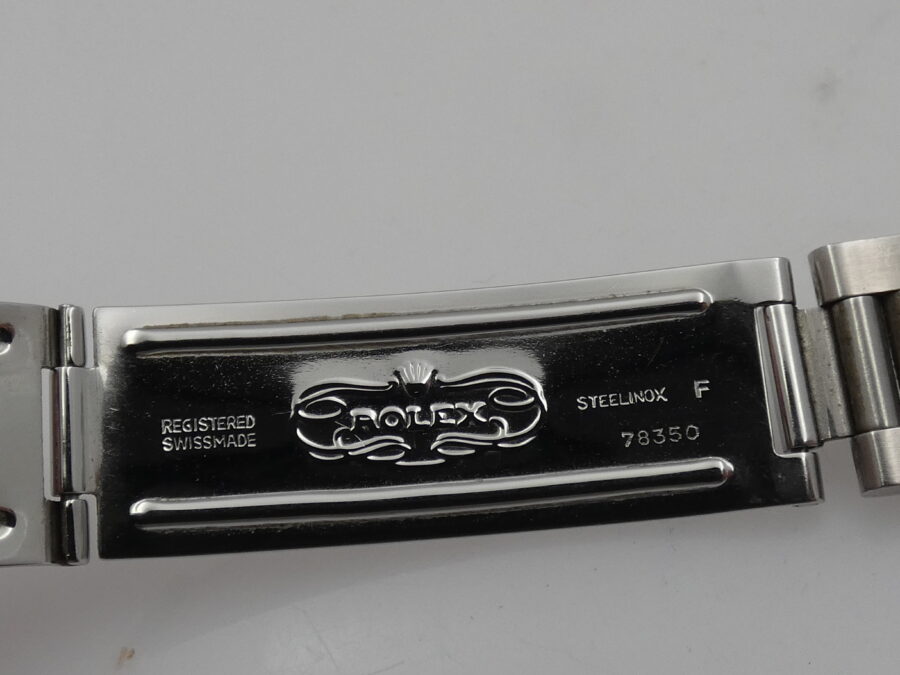 REGISTERED
SWISSMADE
ROLEX
STEELINOX F
78350